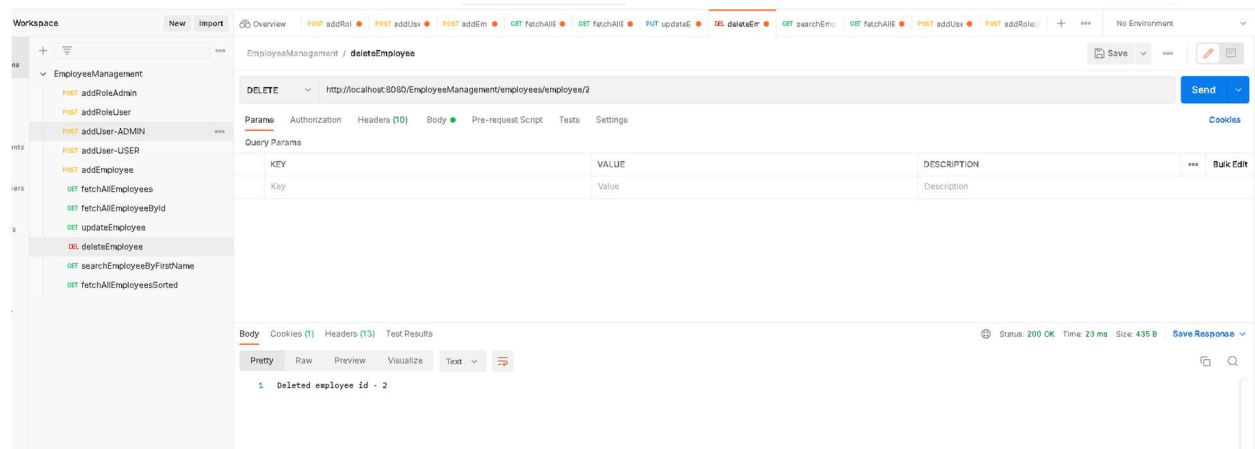 Workspace New Import Overview POST addRol POST addUse POST addEm GET fetchAllE GET fetchAllE PUT updateE DEL deleteEm GET searchEmp GET fetchAllE POST addUse POST addRoleU No Environment
EmployeeManagement / deleteEmployee Save
EmployeeManagement
DELETE http://localhost:8080/EmployeeManagement/employees/employee/2 Send
POST addRoleAdmin
POST addRoleUser
POST addUser-ADMIN
POST addUser-USER
POST addEmployee
GET fetchAllEmployees
GET fetchAllEmployeeById
GET updateEmployee
DEL deleteEmployee
GET searchEmployeeByFirstName
GET fetchAllEmployeesSorted
Params Authorization Headers (10) Body Pre-request Script Tests Settings Cookies
Query Params
KEY VALUE DESCRIPTION Bulk Edit
Key Value Description
Body Cookies (1) Headers (13) Test Results Status: 200 OK Time: 23 ms Size: 435 B Save Response
Pretty Raw Preview Visualize Text
1 Deleted employee id - 2